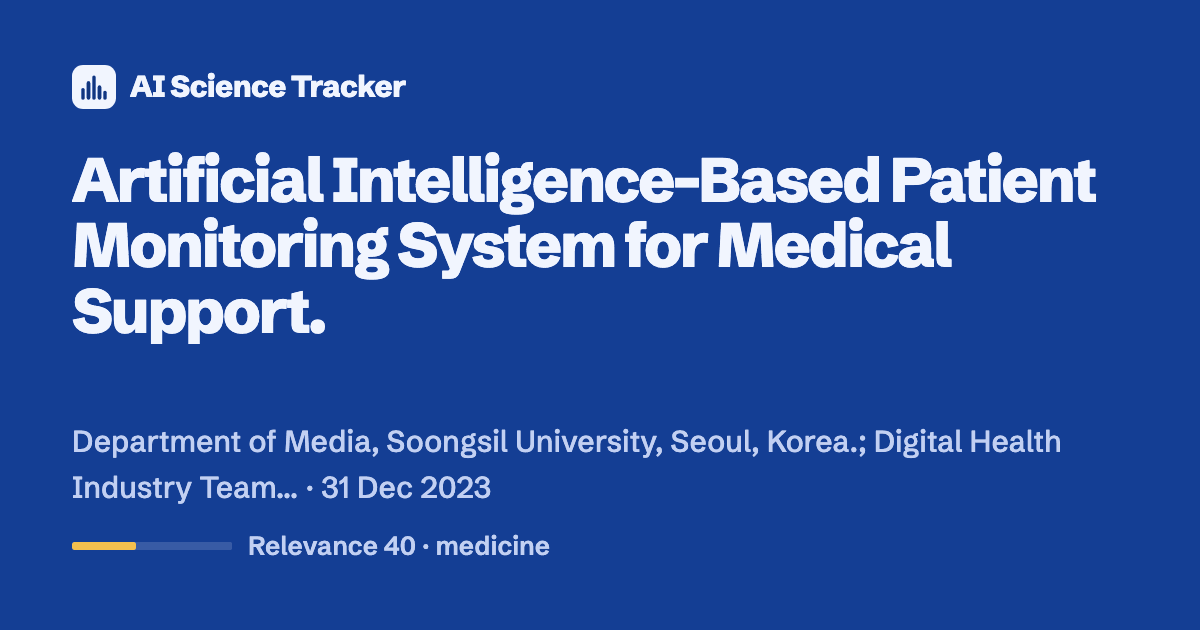 AI Science Tracker
Artificial Intelligence-Based Patient
Monitoring System for Medical
Support.
Department of Media, Soongsil University, Seoul, Korea.; Digital Health
Industry Team... · 31 Dec 2023
Relevance 40 · medicine